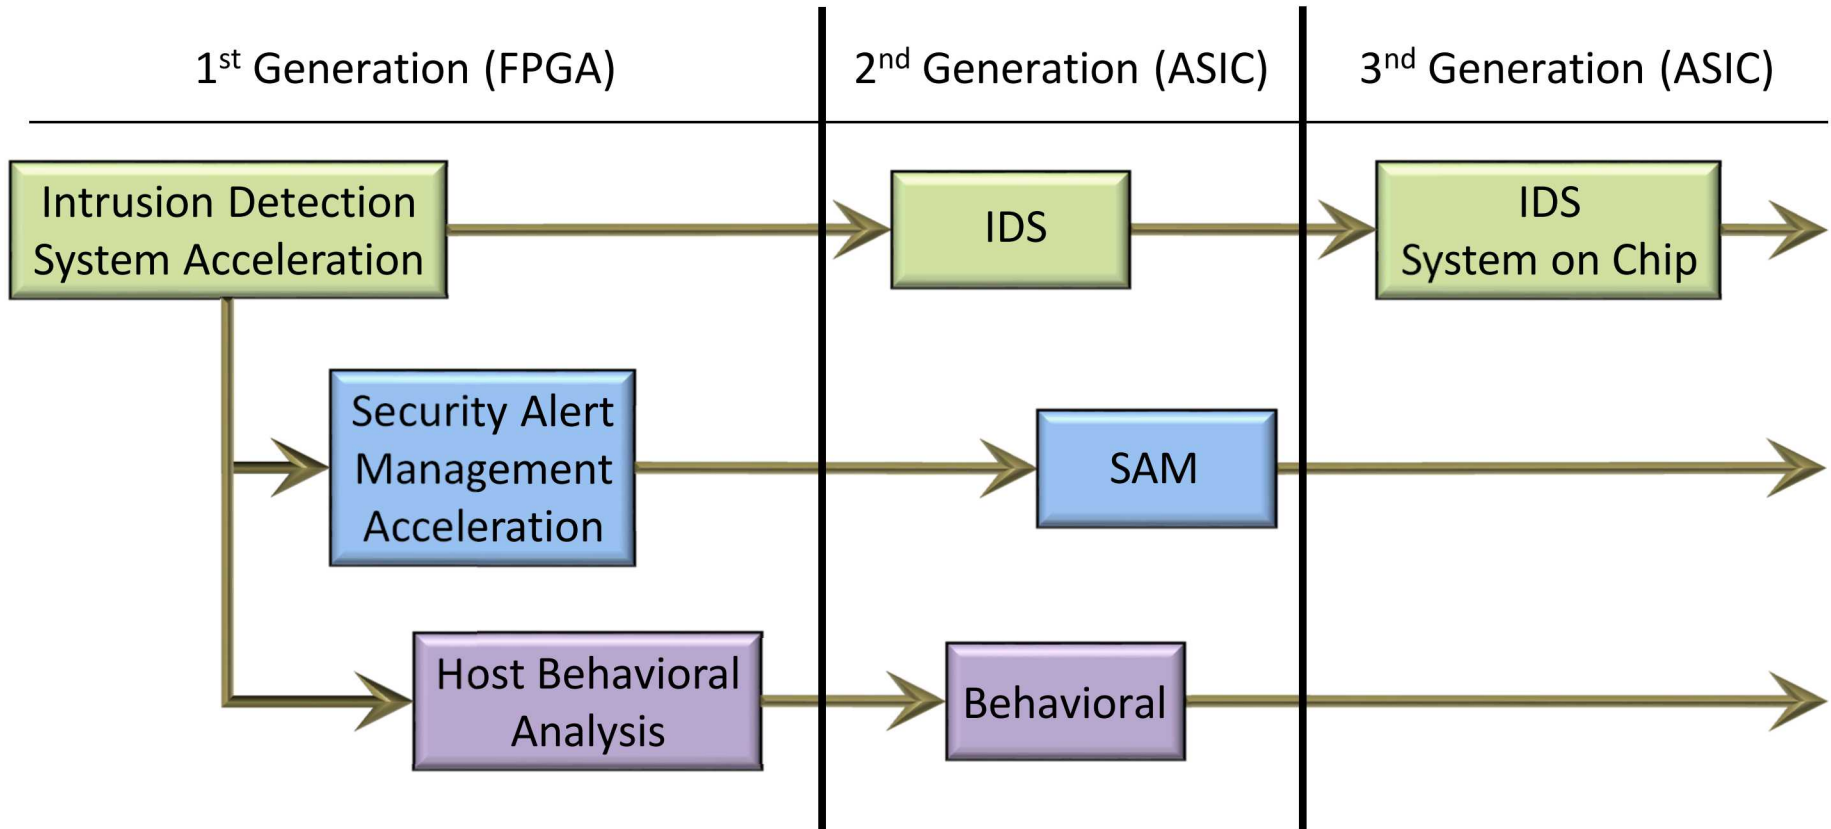 1st Generation (FPGA)
2nd Generation (ASIC)
3nd Generation (ASIC)
Intrusion Detection
System Acceleration
IDS
IDS
System on Chip
Security Alert
Management
Acceleration
SAM
Host Behavioral
Analysis
Behavioral